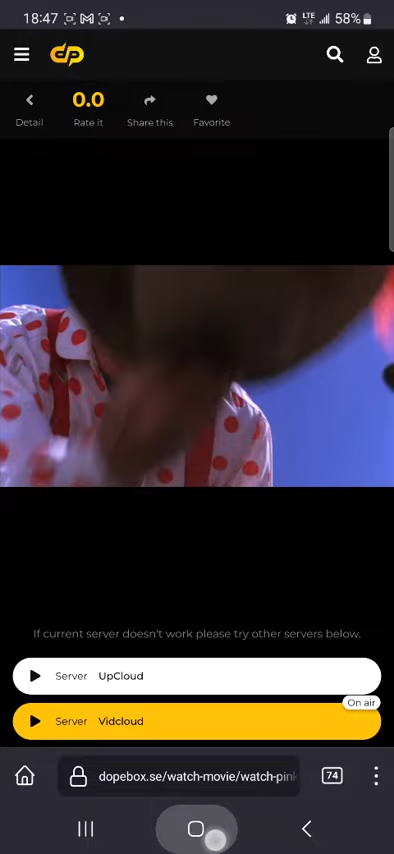 18:47 LTE 58%
dp
0.0
Detail Rate it Share this Favorite
If current server doesn't work please try other servers below.
Server UpCloud
On air
Server Vidcloud
dopebox.se/watch-movie/watch-pink 74